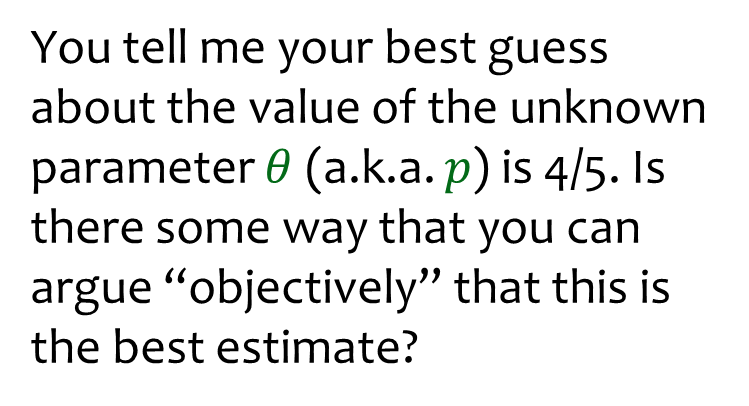 You tell me your best guess
about the value of the unknown
parameter θ (a.k.a. p) is 4/5. Is
there some way that you can
argue “objectively” that this is
the best estimate?